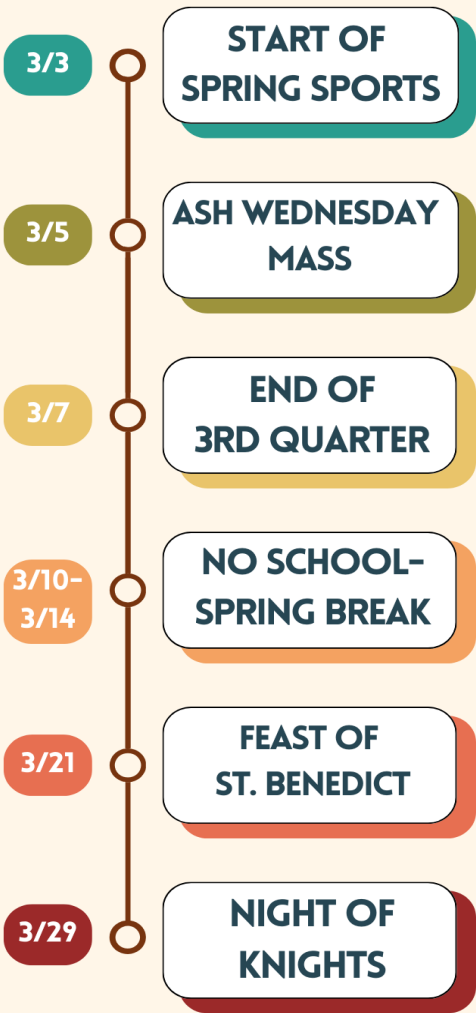 3/3
START OF
SPRING SPORTS
3/5
ASH WEDNESDAY
MASS
3/7
END OF
3RD QUARTER
3/10-
3/14
NO SCHOOL-
SPRING BREAK
3/21
FEAST OF
ST. BENEDICT
3/29
NIGHT OF
KNIGHTS